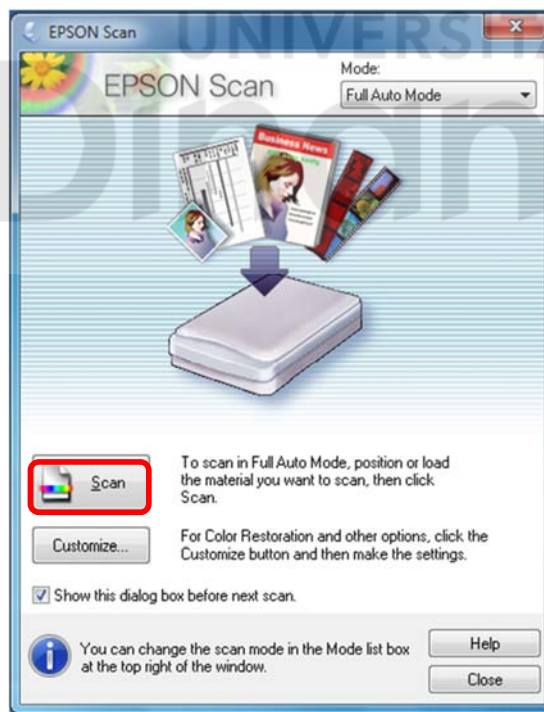 EPSON Scan
UNIVERSITA
EPSON Scan
Mode:
Full Auto Mode
Dinam
Business News
Scan
To scan in Full Auto Mode, position or load
the material you want to scan, then click
Scan.
Customize...
For Color Restoration and other options, click the
Customize button and then make the settings.
Show this dialog box before next scan.
You can change the scan mode in the Mode list box
at the top right of the window.
Help
Close